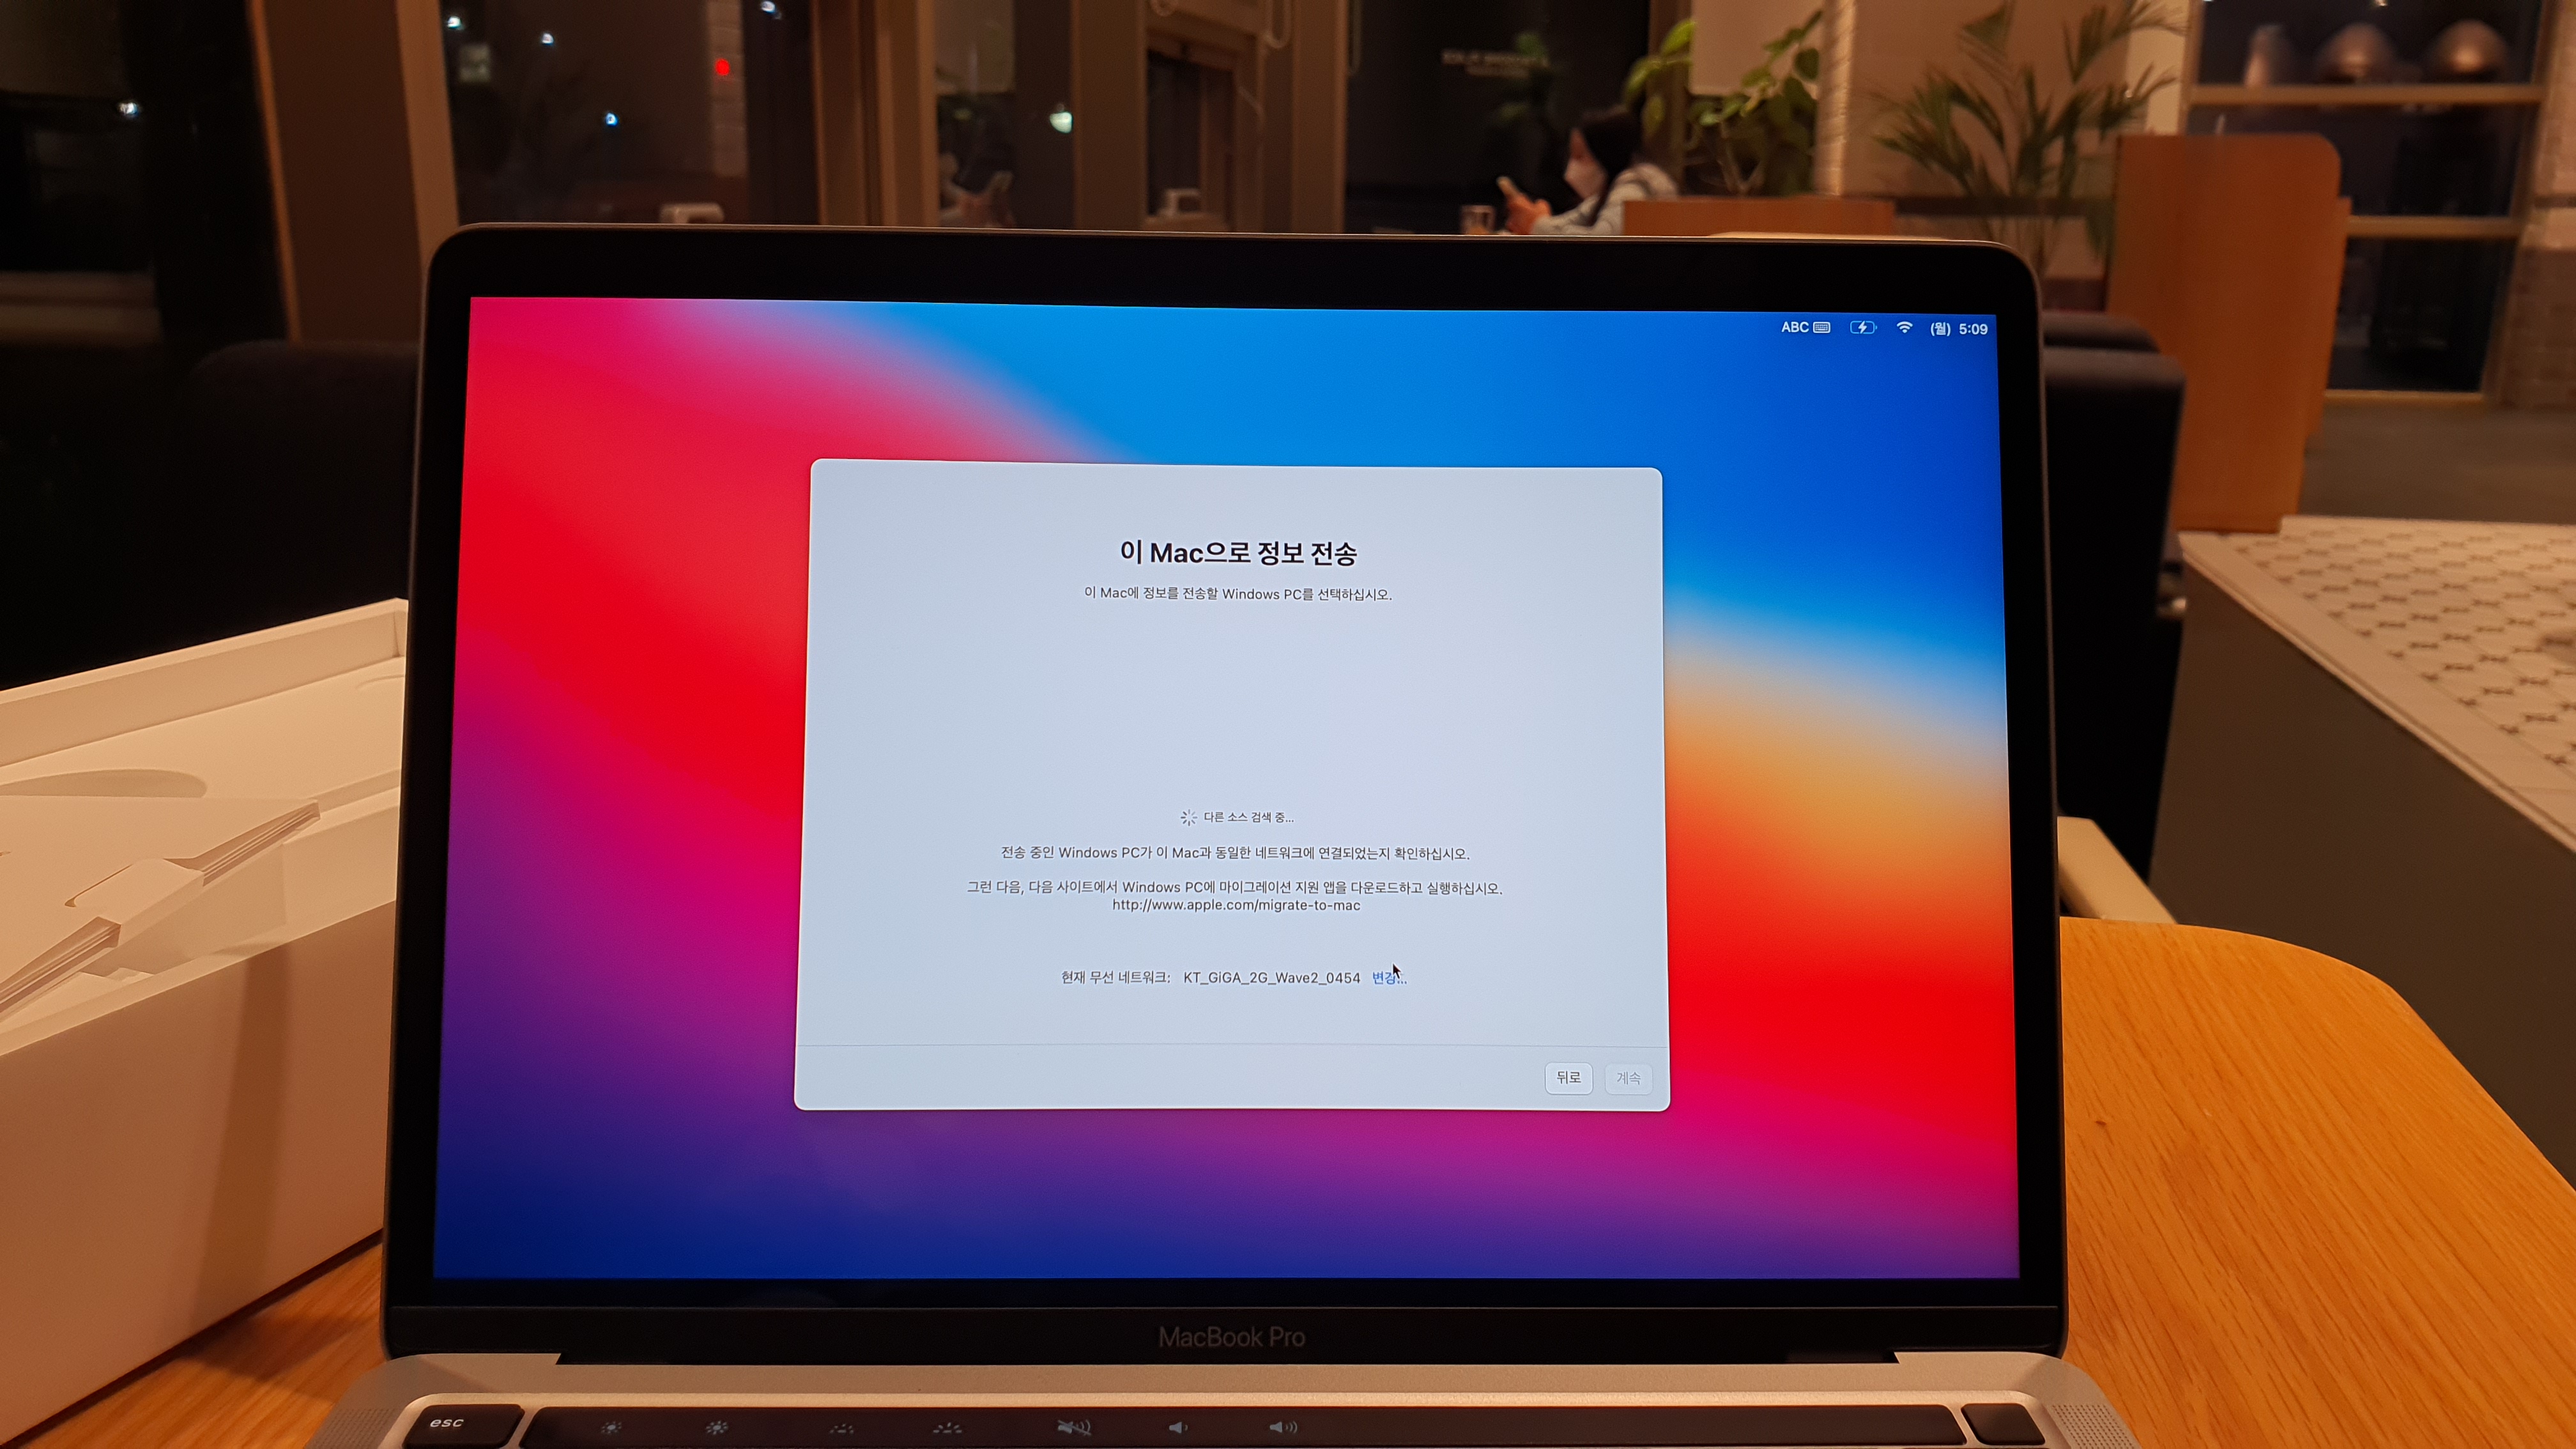 ABC (월) 5:09
이 Mac으로 정보 전송
이 Mac에 정보를 전송할 Windows PC를 선택하십시오.
다른 소스 검색 중...
전송 중인 Windows PC가 이 Mac과 동일한 네트워크에 연결되었는지 확인하십시오.
그런 다음, 다음 사이트에서 Windows PC에 마이그레이션 지원 앱을 다운로드하고 실행하십시오.
http://www.apple.com/migrate-to-mac
현재 무선 네트워크: KT_GiGA_2G_Wave2_0454 변경...
뒤로 계속
MacBook Pro
esc